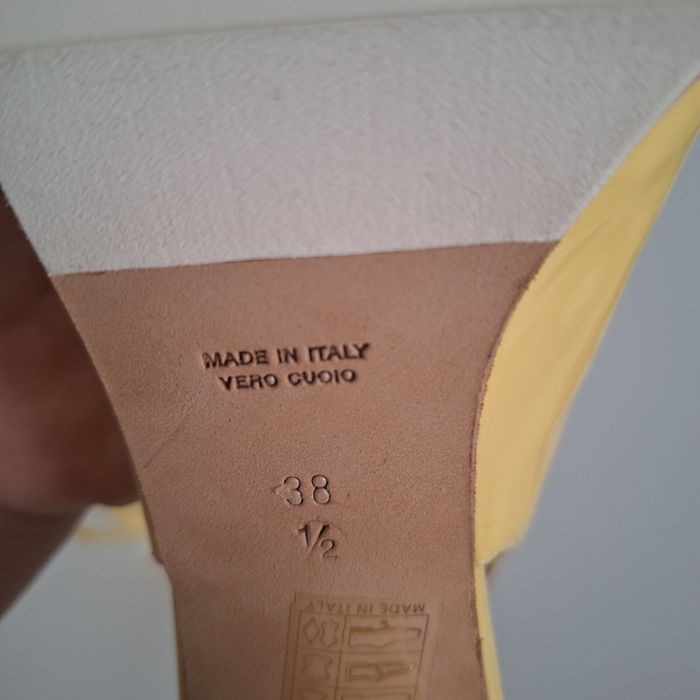 MADE IN ITALY
VERO CUOIO
38
1/2
MADE IN ITALY